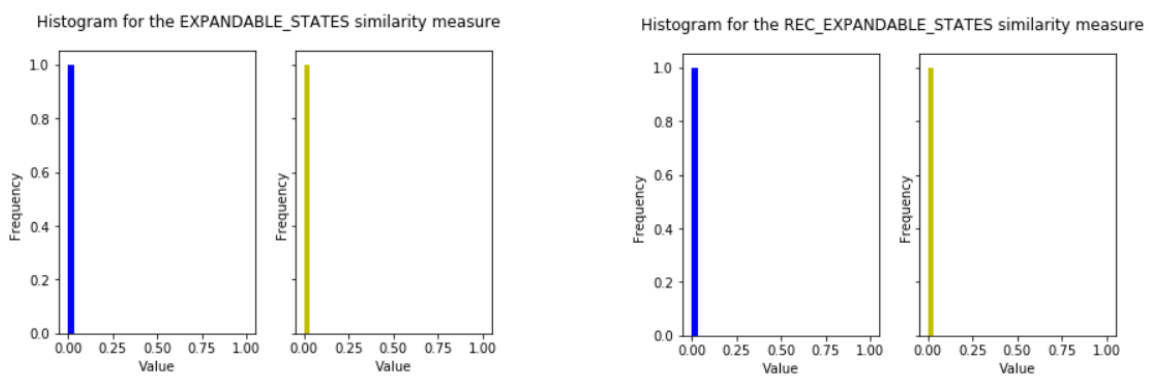 Histogram for the EXPANDABLE_STATES similarity measure
1.0
0.8
0.6
0.4
0.2
0.0
Frequency
0.00 0.25 0.50 0.75 1.00
Value
Frequency
0.00 0.25 0.50 0.75 1.00
Value
Histogram for the REC_EXPANDABLE_STATES similarity measure
1.0
0.8
0.6
0.4
0.2
0.0
Frequency
0.00 0.25 0.50 0.75 1.00
Value
Frequency
0.00 0.25 0.50 0.75 1.00
Value